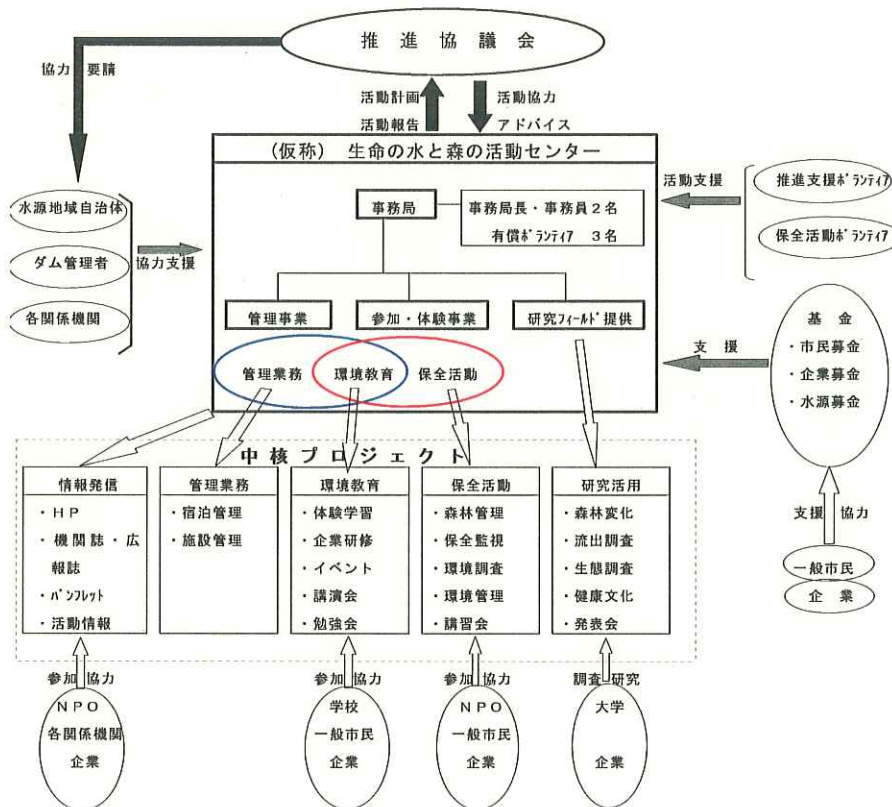 推進協議会
協力 要請
活動計画
活動報告
活動協力
アドバイス
(仮称) 生命の水と森の活動センター
事務局
事務局長・事務員2名
有償ﾎﾞﾗﾝﾃｨｱ 3名
水源地域自治体
ダム管理者
各関係機関
協力支援
活動支援
推進支援ﾎﾞﾗﾝﾃｨｱ
保全活動ﾎﾞﾗﾝﾃｨｱ
管理事業
参加・体験事業
研究ﾌｨｰﾙﾄﾞ提供
管理業務
環境教育
保全活動
支 援
基 金
・市民募金
・企業募金
・水源募金
支援 協力
一般市民
企 業
中核プロジェクト
情報発信
・HP
・機関誌・広
報誌
・ﾊﾟﾝﾌﾚｯﾄ
・活動情報
管理業務
・宿泊管理
・施設管理
環境教育
・体験学習
・企業研修
・イベント
・講演会
・勉強会
保全活動
・森林管理
・保全監視
・環境調査
・環境管理
・講習会
研究活用
・森林変化
・流出調査
・生態調査
・健康文化
・発表会
参加 協力
NPO
各関係機関
企業
参加 協力
学校
一般市民
企業
参加 協力
NPO
一般市民
企業
調査 研究
大学
企業